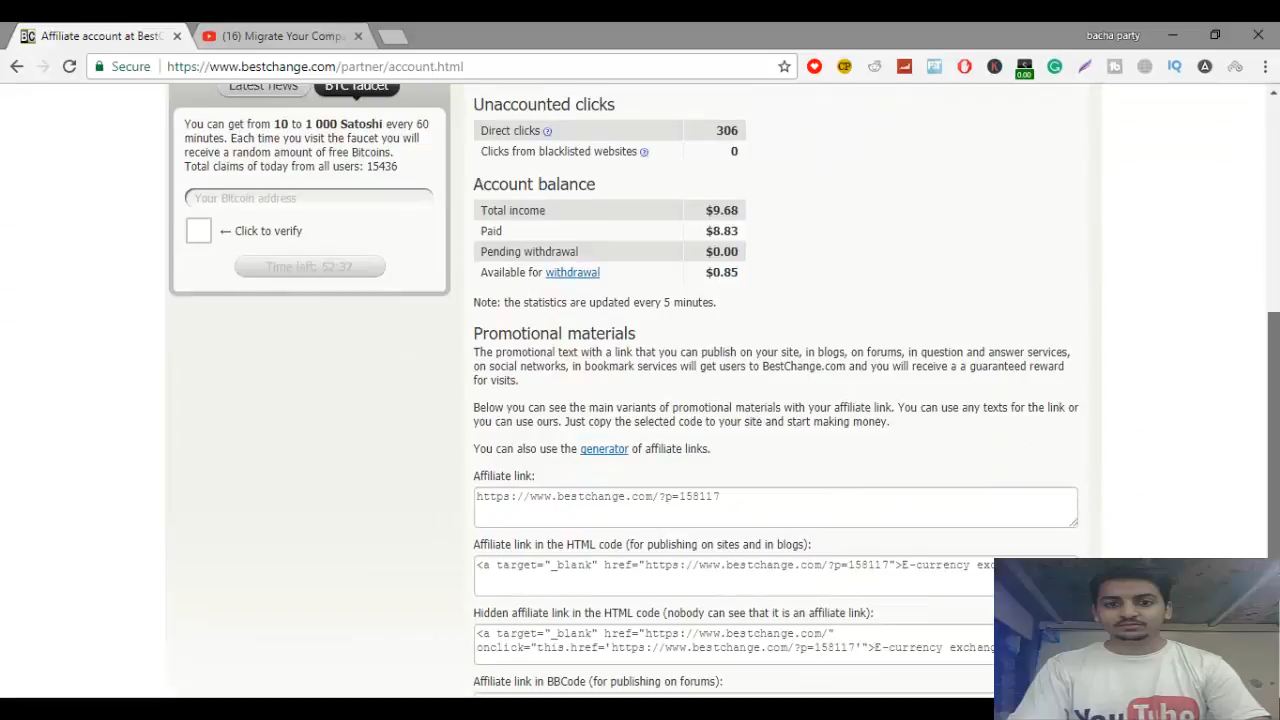 Affiliate account at BestC
(16) Migrate Your Comp
bacha party
Secure
https://www.bestchange.com/partner/account.html
0.00
Latest news
BTC faucet
You can get from 10 to 1 000 Satoshi every 60
minutes. Each time you visit the faucet you will
receive a random amount of free Bitcoins.
Total claims of today from all users: 15436
Your Bitcoin address
← Click to verify
Time left: 52:37
Unaccounted clicks
Direct clicks 306
Clicks from blacklisted websites 0
Account balance
Total income $9.68
Paid $8.83
Pending withdrawal $0.00
Available for withdrawal $0.85
Note: the statistics are updated every 5 minutes.
Promotional materials
The promotional text with a link that you can publish on your site, in blogs, on forums, in question and answer services,
on social networks, in bookmark services will get users to BestChange.com and you will receive a a guaranteed reward
for visits.
Below you can see the main variants of promotional materials with your affiliate link. You can use any texts for the link or
you can use ours. Just copy the selected code to your site and start making money.
You can also use the generator of affiliate links.
Affiliate link:
https://www.bestchange.com/?p=158117
Affiliate link in the HTML code (for publishing on sites and in blogs):
<a target="_blank" href="https://www.bestchange.com/?p=158117">E-currency exc
Hidden affiliate link in the HTML code (nobody can see that it is an affiliate link):
<a target="_blank" href="https://www.bestchange.com/"
onclick="this.href='https://www.bestchange.com/?p=158117'">E-currency exchang
Affiliate link in BBCode (for publishing on forums):
You Tube